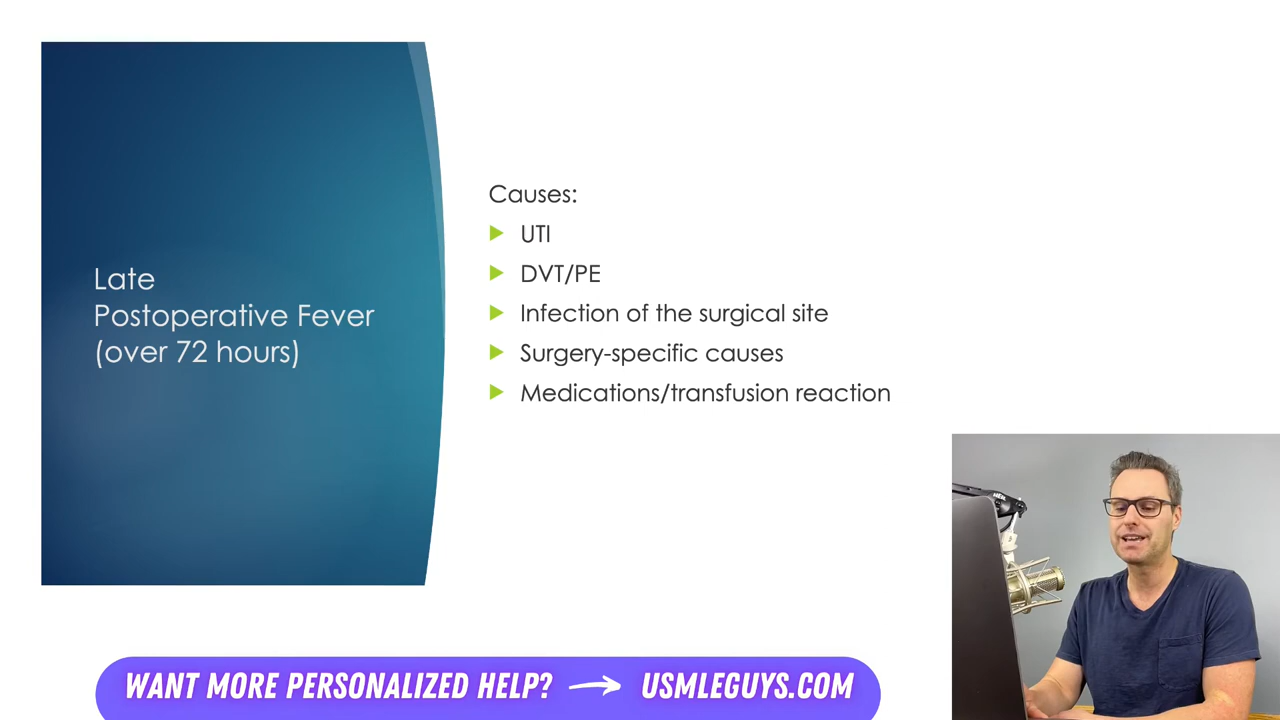 Late
Postoperative Fever
(over 72 hours)
Causes:
UTI
DVT/PE
Infection of the surgical site
Surgery-specific causes
Medications/transfusion reaction
WANT MORE PERSONALIZED HELP? → USMLEGUYS.COM